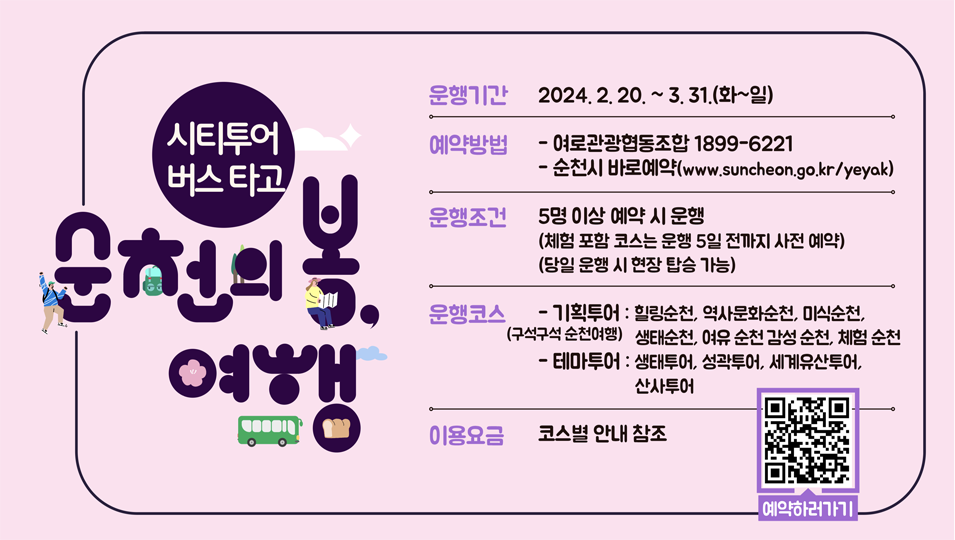 시티투어
버스 타고
순천의 봄,
여행
운행기간 2024. 2. 20. ~ 3. 31.(화~일)
예약방법 - 여로관광협동조합 1899-6221
- 순천시 바로예약(www.suncheon.go.kr/yeyak)
운행조건 5명 이상 예약 시 운행
(체험 포함 코스는 운행 5일 전까지 사전 예약)
(당일 운행 시 현장 탑승 가능)
운행코스 - 기획투어 : 힐링순천, 역사문화순천, 미식순천,
(구석구석 순천여행) 생태순천, 여유 순천 감성 순천, 체험 순천
- 테마투어 : 생태투어, 성곽투어, 세계유산투어,
산사투어
이용요금 코스별 안내 참조
예약하러가기